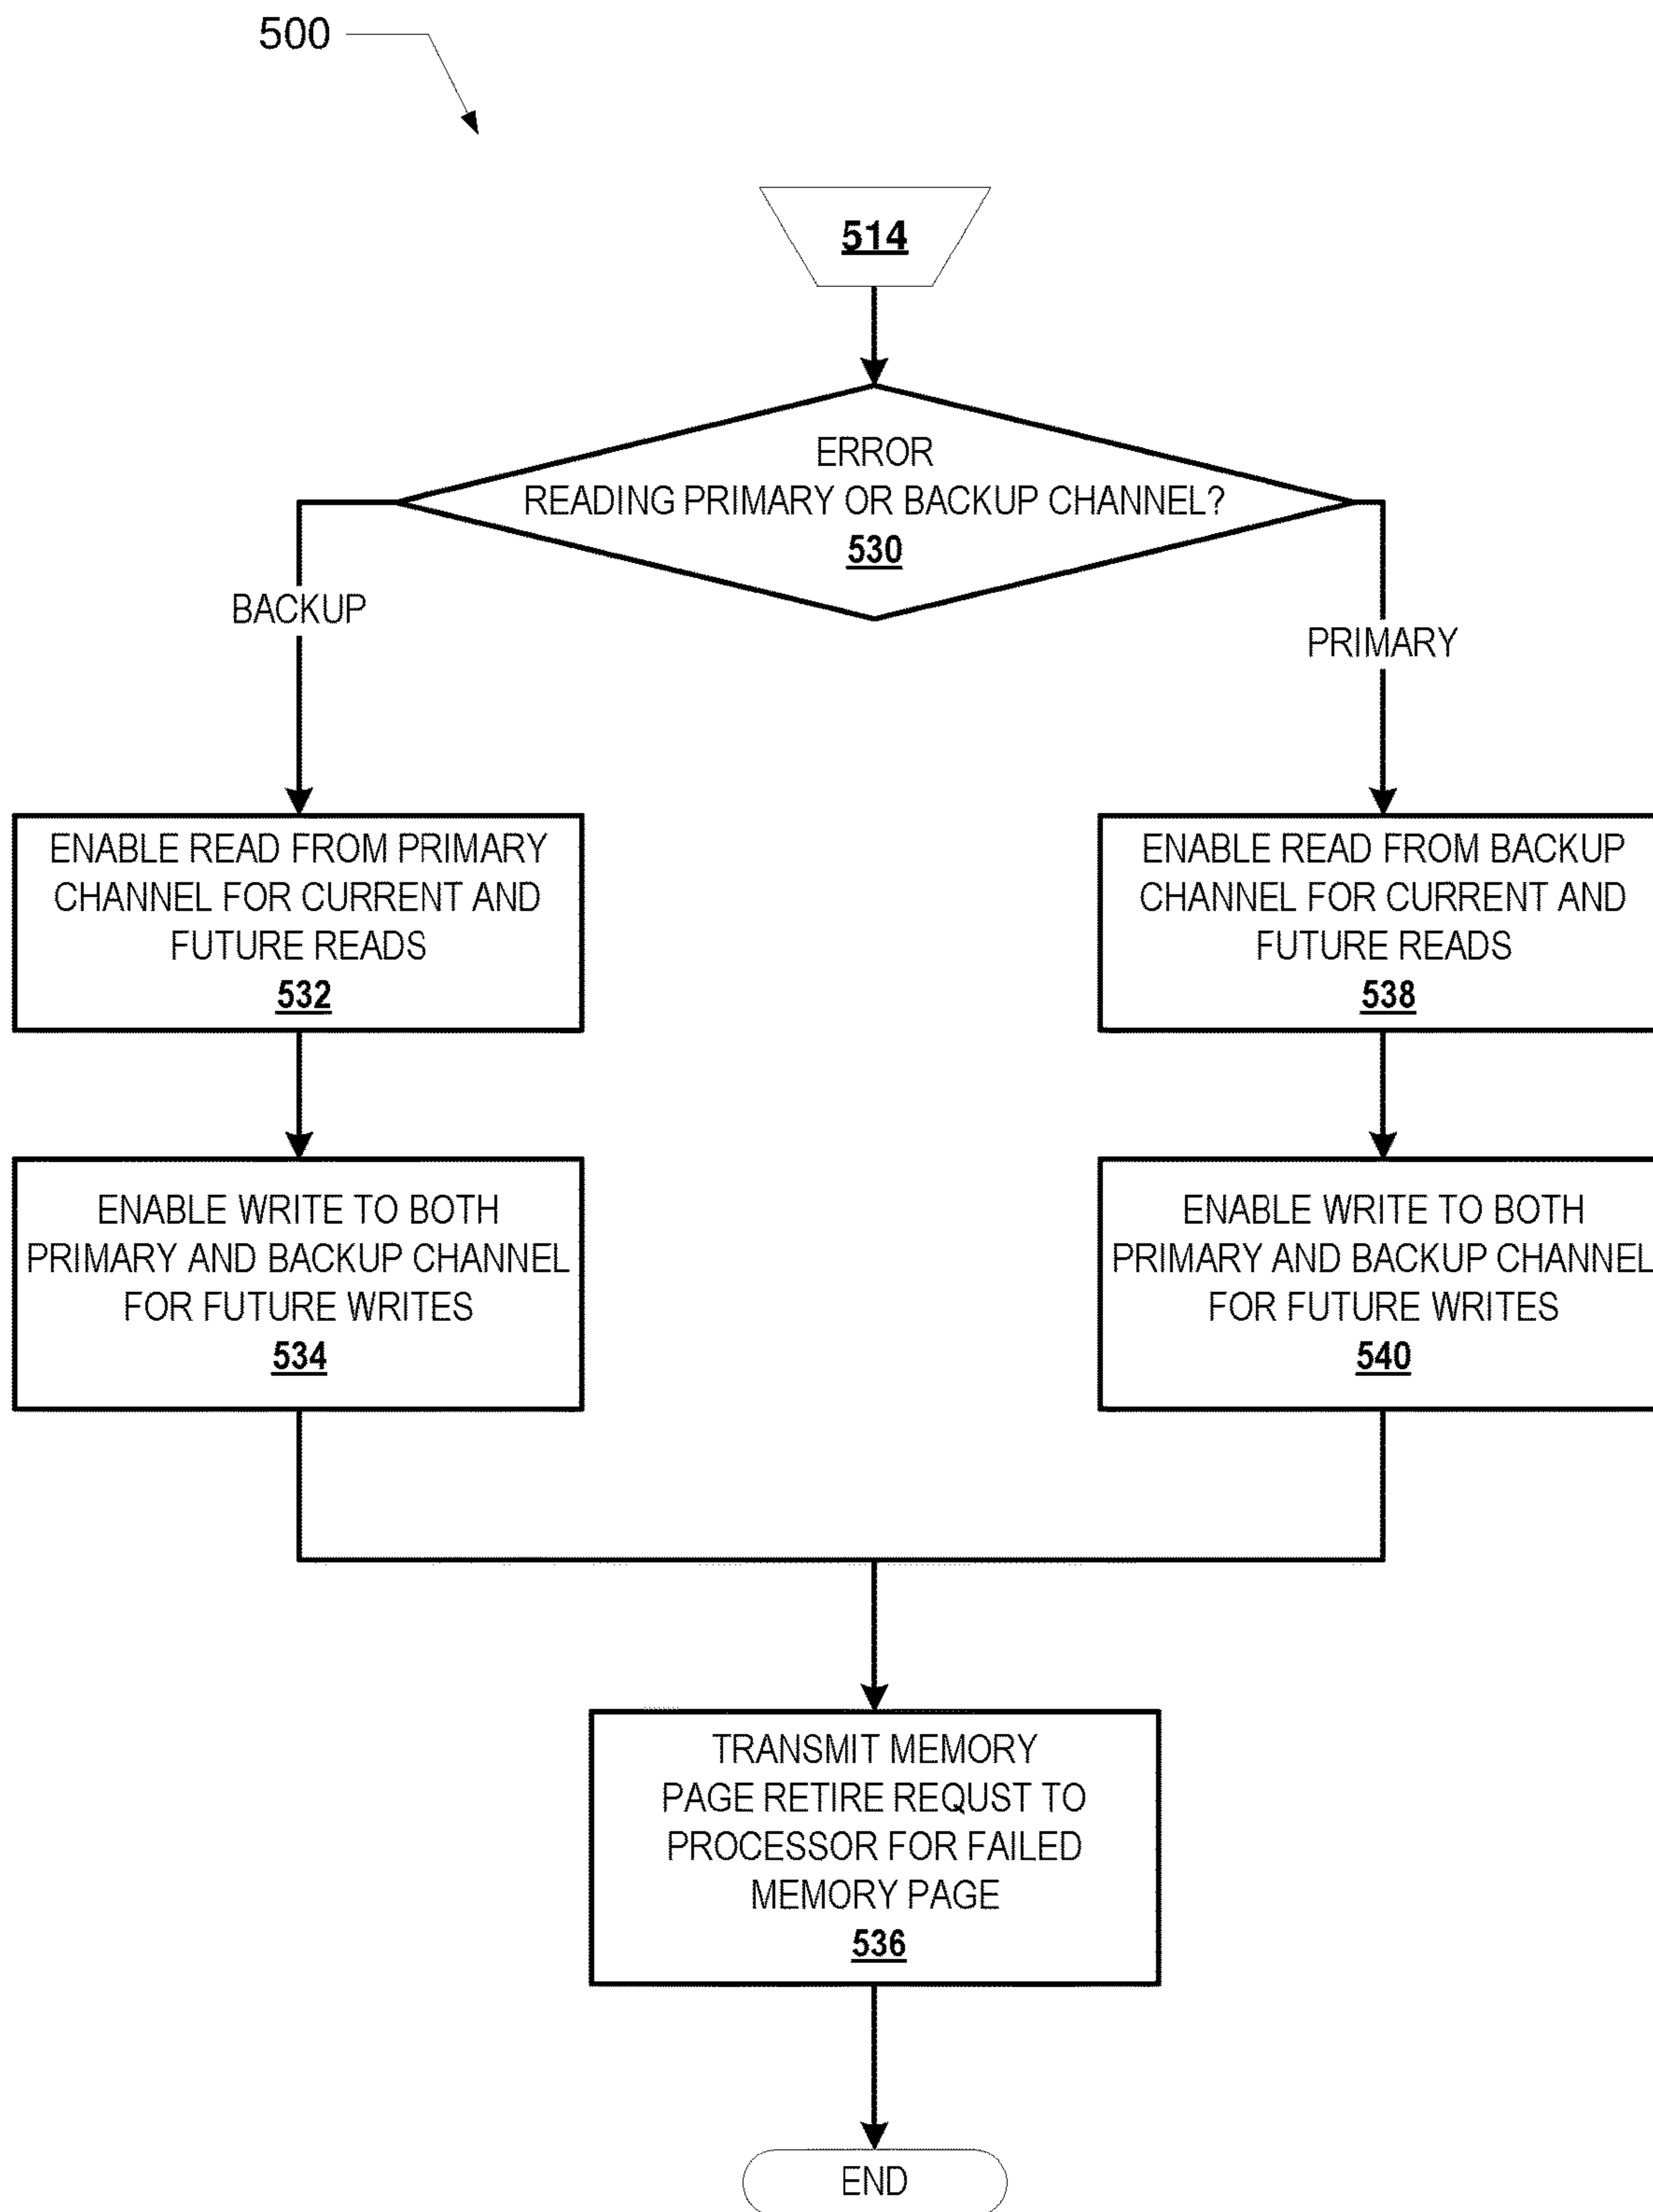 500
514
ERROR
READING PRIMARY OR BACKUP CHANNEL?
530
BACKUP
PRIMARY
ENABLE READ FROM PRIMARY
CHANNEL FOR CURRENT AND
FUTURE READS
532
ENABLE READ FROM BACKUP
CHANNEL FOR CURRENT AND
FUTURE READS
538
ENABLE WRITE TO BOTH
PRIMARY AND BACKUP CHANNEL
FOR FUTURE WRITES
534
ENABLE WRITE TO BOTH
PRIMARY AND BACKUP CHANNEL
FOR FUTURE WRITES
540
TRANSMIT MEMORY
PAGE RETIRE REQUST TO
PROCESSOR FOR FAILED
MEMORY PAGE
536
END